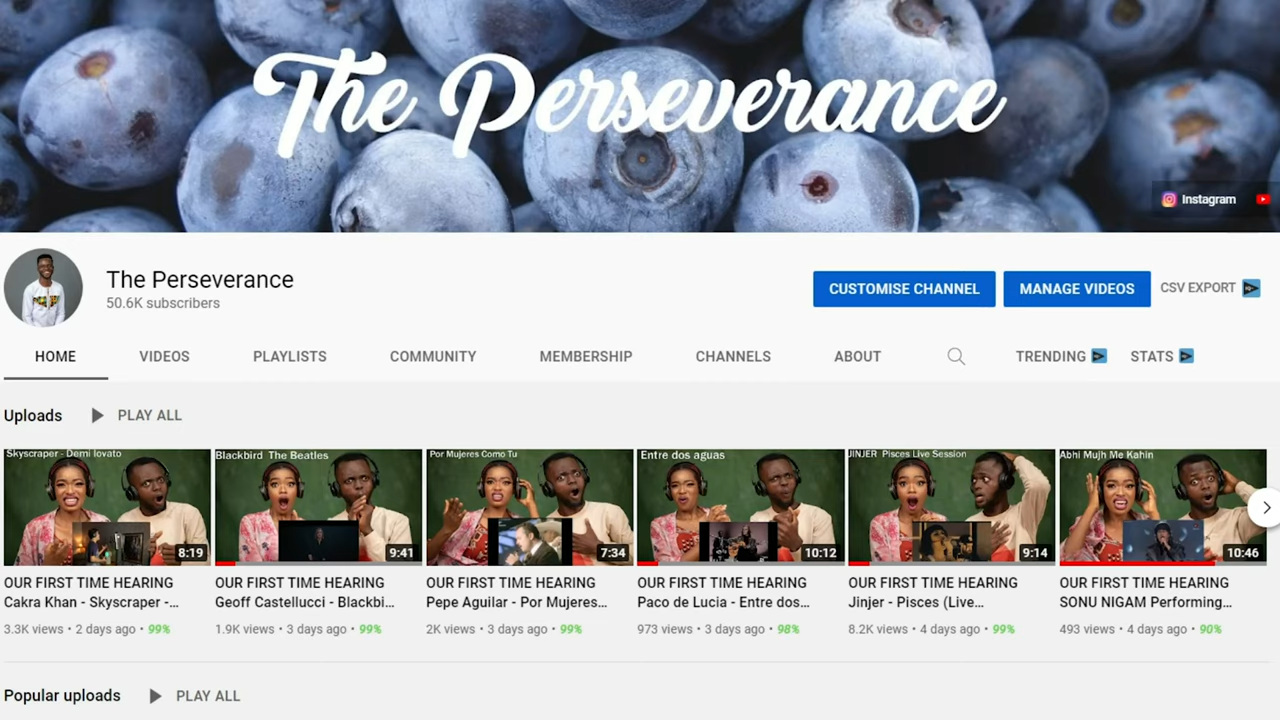 The Perseverance
Instagram
The Perseverance
50.6K subscribers
CUSTOMISE CHANNEL
MANAGE VIDEOS
CSV EXPORT
HOME
VIDEOS
PLAYLISTS
COMMUNITY
MEMBERSHIP
CHANNELS
ABOUT
TRENDING
STATS
Uploads
PLAY ALL
Skyscraper - Demi lovato
8:19
OUR FIRST TIME HEARING
Cakra Khan - Skyscraper -...
3.3K views • 2 days ago • 99%
Blackbird The Beatles
9:41
OUR FIRST TIME HEARING
Geoff Castellucci - Blackbi...
1.9K views • 3 days ago • 99%
Por Mujeres Como Tu
7:34
OUR FIRST TIME HEARING
Pepe Aguilar - Por Mujeres...
2K views • 3 days ago • 99%
Entre dos aguas
10:12
OUR FIRST TIME HEARING
Paco de Lucia - Entre dos...
973 views • 3 days ago • 98%
JINJER Pisces Live Session
9:14
OUR FIRST TIME HEARING
Jinjer - Pisces (Live...
8.2K views • 4 days ago • 99%
Abhi Mujh Me Kahin
10:46
OUR FIRST TIME HEARING
SONU NIGAM Performing...
493 views • 4 days ago • 90%
Popular uploads
PLAY ALL